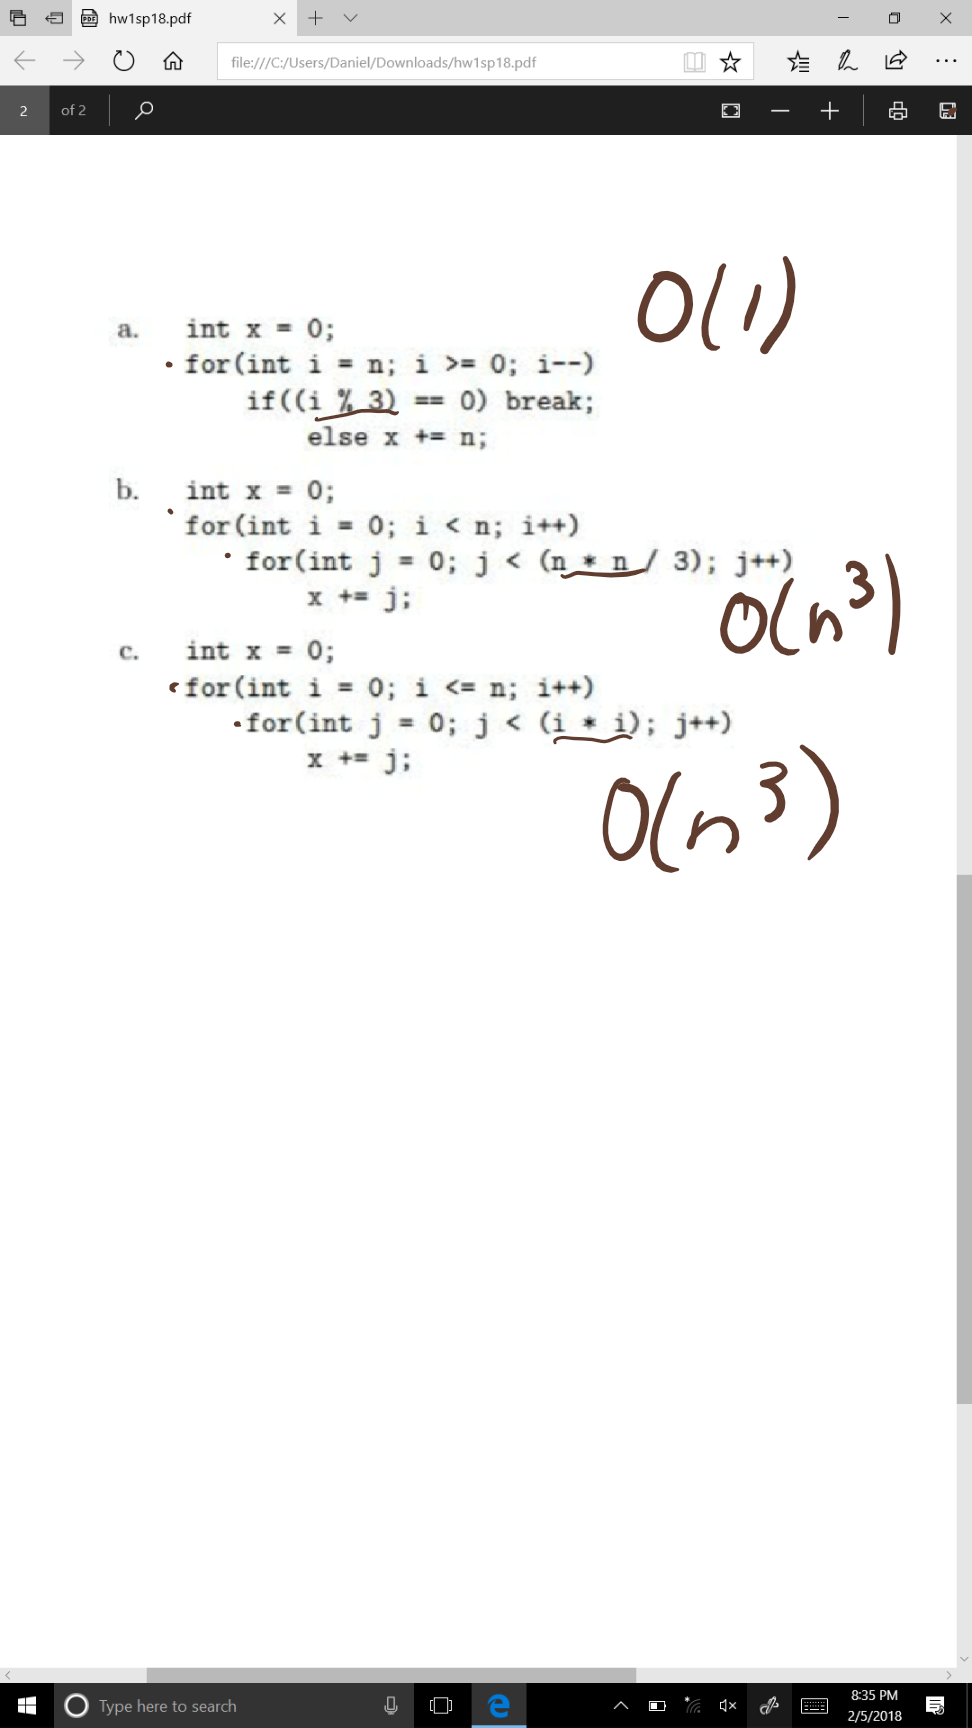 hw1sp18.pdf
file:///C:/Users/Daniel/Downloads/hw1sp18.pdf
2 of 2
O(1)
a. int x = 0;
for(int i = n; i >= 0; i--)
if((i % 3) == 0) break;
else x += n;
b. int x = 0;
for(int i = 0; i < n; i++)
for(int j = 0; j < (n * n / 3); j++)
x += j;
O(n³)
c. int x = 0;
for(int i = 0; i <= n; i++)
for(int j = 0; j < (i * i); j++)
x += j;
O(n³)
Type here to search
8:35 PM
2/5/2018